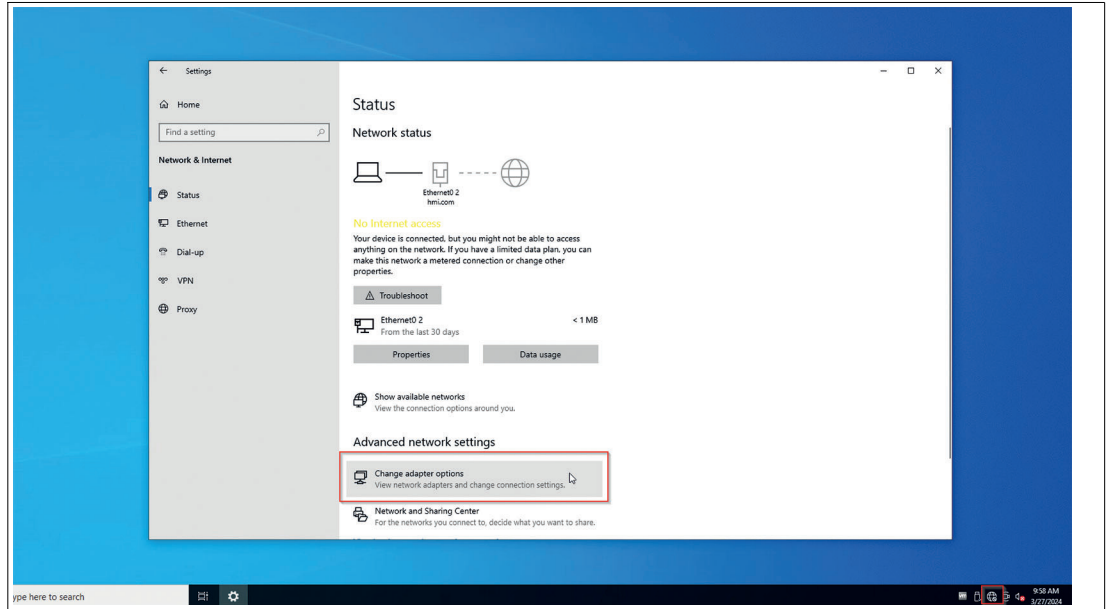 Settings
Home
Find a setting
Network & Internet
Status
Ethernet
Dial-up
VPN
Proxy
Status
Network status
Ethernet0 2
hmi.com
No Internet access
Your device is connected, but you might not be able to access
anything on the network. If you have a limited data plan, you can
make this network a metered connection or change other
properties.
Troubleshoot
Ethernet0 2 < 1 MB
From the last 30 days
Properties Data usage
Show available networks
View the connection options around you.
Advanced network settings
Change adapter options
View network adapters and change connection settings.
Network and Sharing Center
For the networks you connect to, decide what you want to share.
ype here to search
9:58 AM
3/27/2024